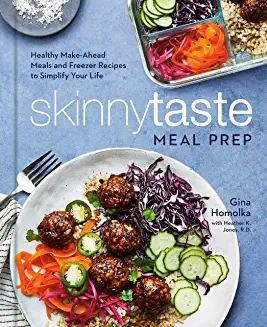 Healthy Make-Ahead
Meals and Freezer Recipes
to Simplify Your Life
skinnytaste
MEAL PREP
Gina
Homolka
with Heather K.
Jones, R.D.